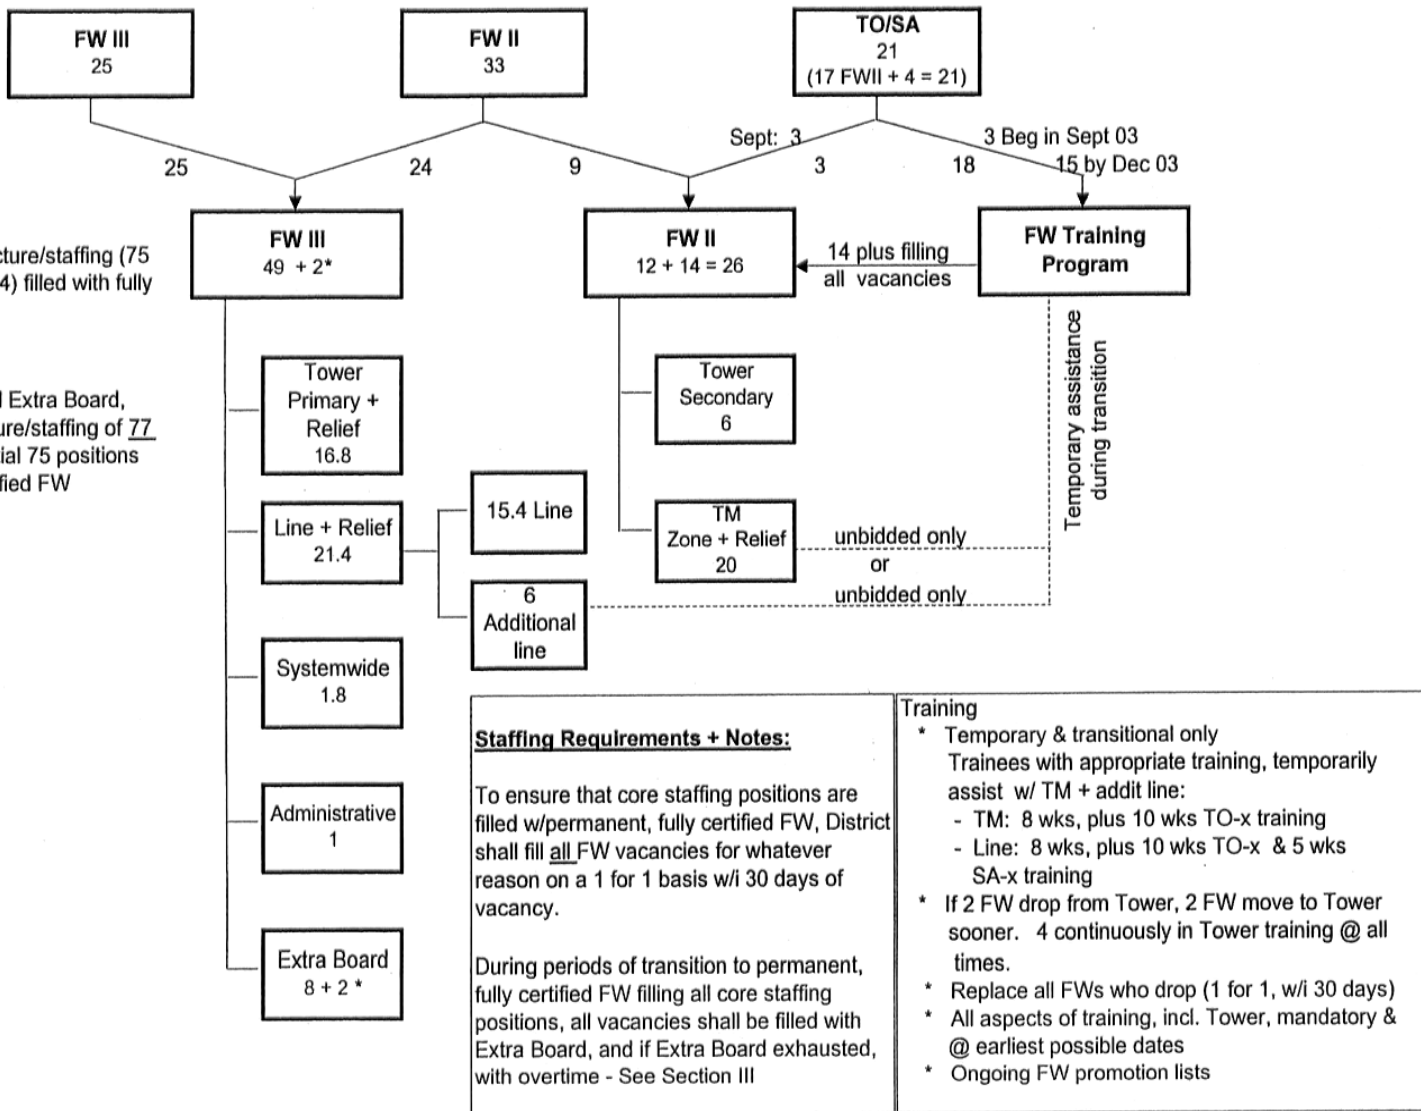 FW III
25
FW II
33
TO/SA
21
(17 FWII + 4 = 21)
25
24
9
Sept: 3
3
18
3 Beg in Sept 03
15 by Dec 03
cture/staffing (75
4) filled with fully
FW III
49 + 2*
FW II
12 + 14 = 26
14 plus filling
all vacancies
FW Training
Program
l Extra Board,
ure/staffing of 77
tial 75 positions
ified FW
Tower
Primary +
Relief
16.8
Line + Relief
21.4
15.4 Line
6
Additional
line
Systemwide
1.8
Administrative
1
Extra Board
8 + 2 *
Tower
Secondary
6
TM
Zone + Relief
20
unbidded only
or
unbidded only
Temporary assistance
during transition
Staffing Requirements + Notes:
To ensure that core staffing positions are
filled w/permanent, fully certified FW, District
shall fill all FW vacancies for whatever
reason on a 1 for 1 basis w/i 30 days of
vacancy.
During periods of transition to permanent,
fully certified FW filling all core staffing
positions, all vacancies shall be filled with
Extra Board, and if Extra Board exhausted,
with overtime - See Section III
Training
* Temporary & transitional only
Trainees with appropriate training, temporarily
assist w/ TM + addit line:
- TM: 8 wks, plus 10 wks TO-x training
- Line: 8 wks, plus 10 wks TO-x & 5 wks
SA-x training
* If 2 FW drop from Tower, 2 FW move to Tower
sooner. 4 continuously in Tower training @ all
times.
* Replace all FWs who drop (1 for 1, w/i 30 days)
* All aspects of training, incl. Tower, mandatory &
@ earliest possible dates
* Ongoing FW promotion lists